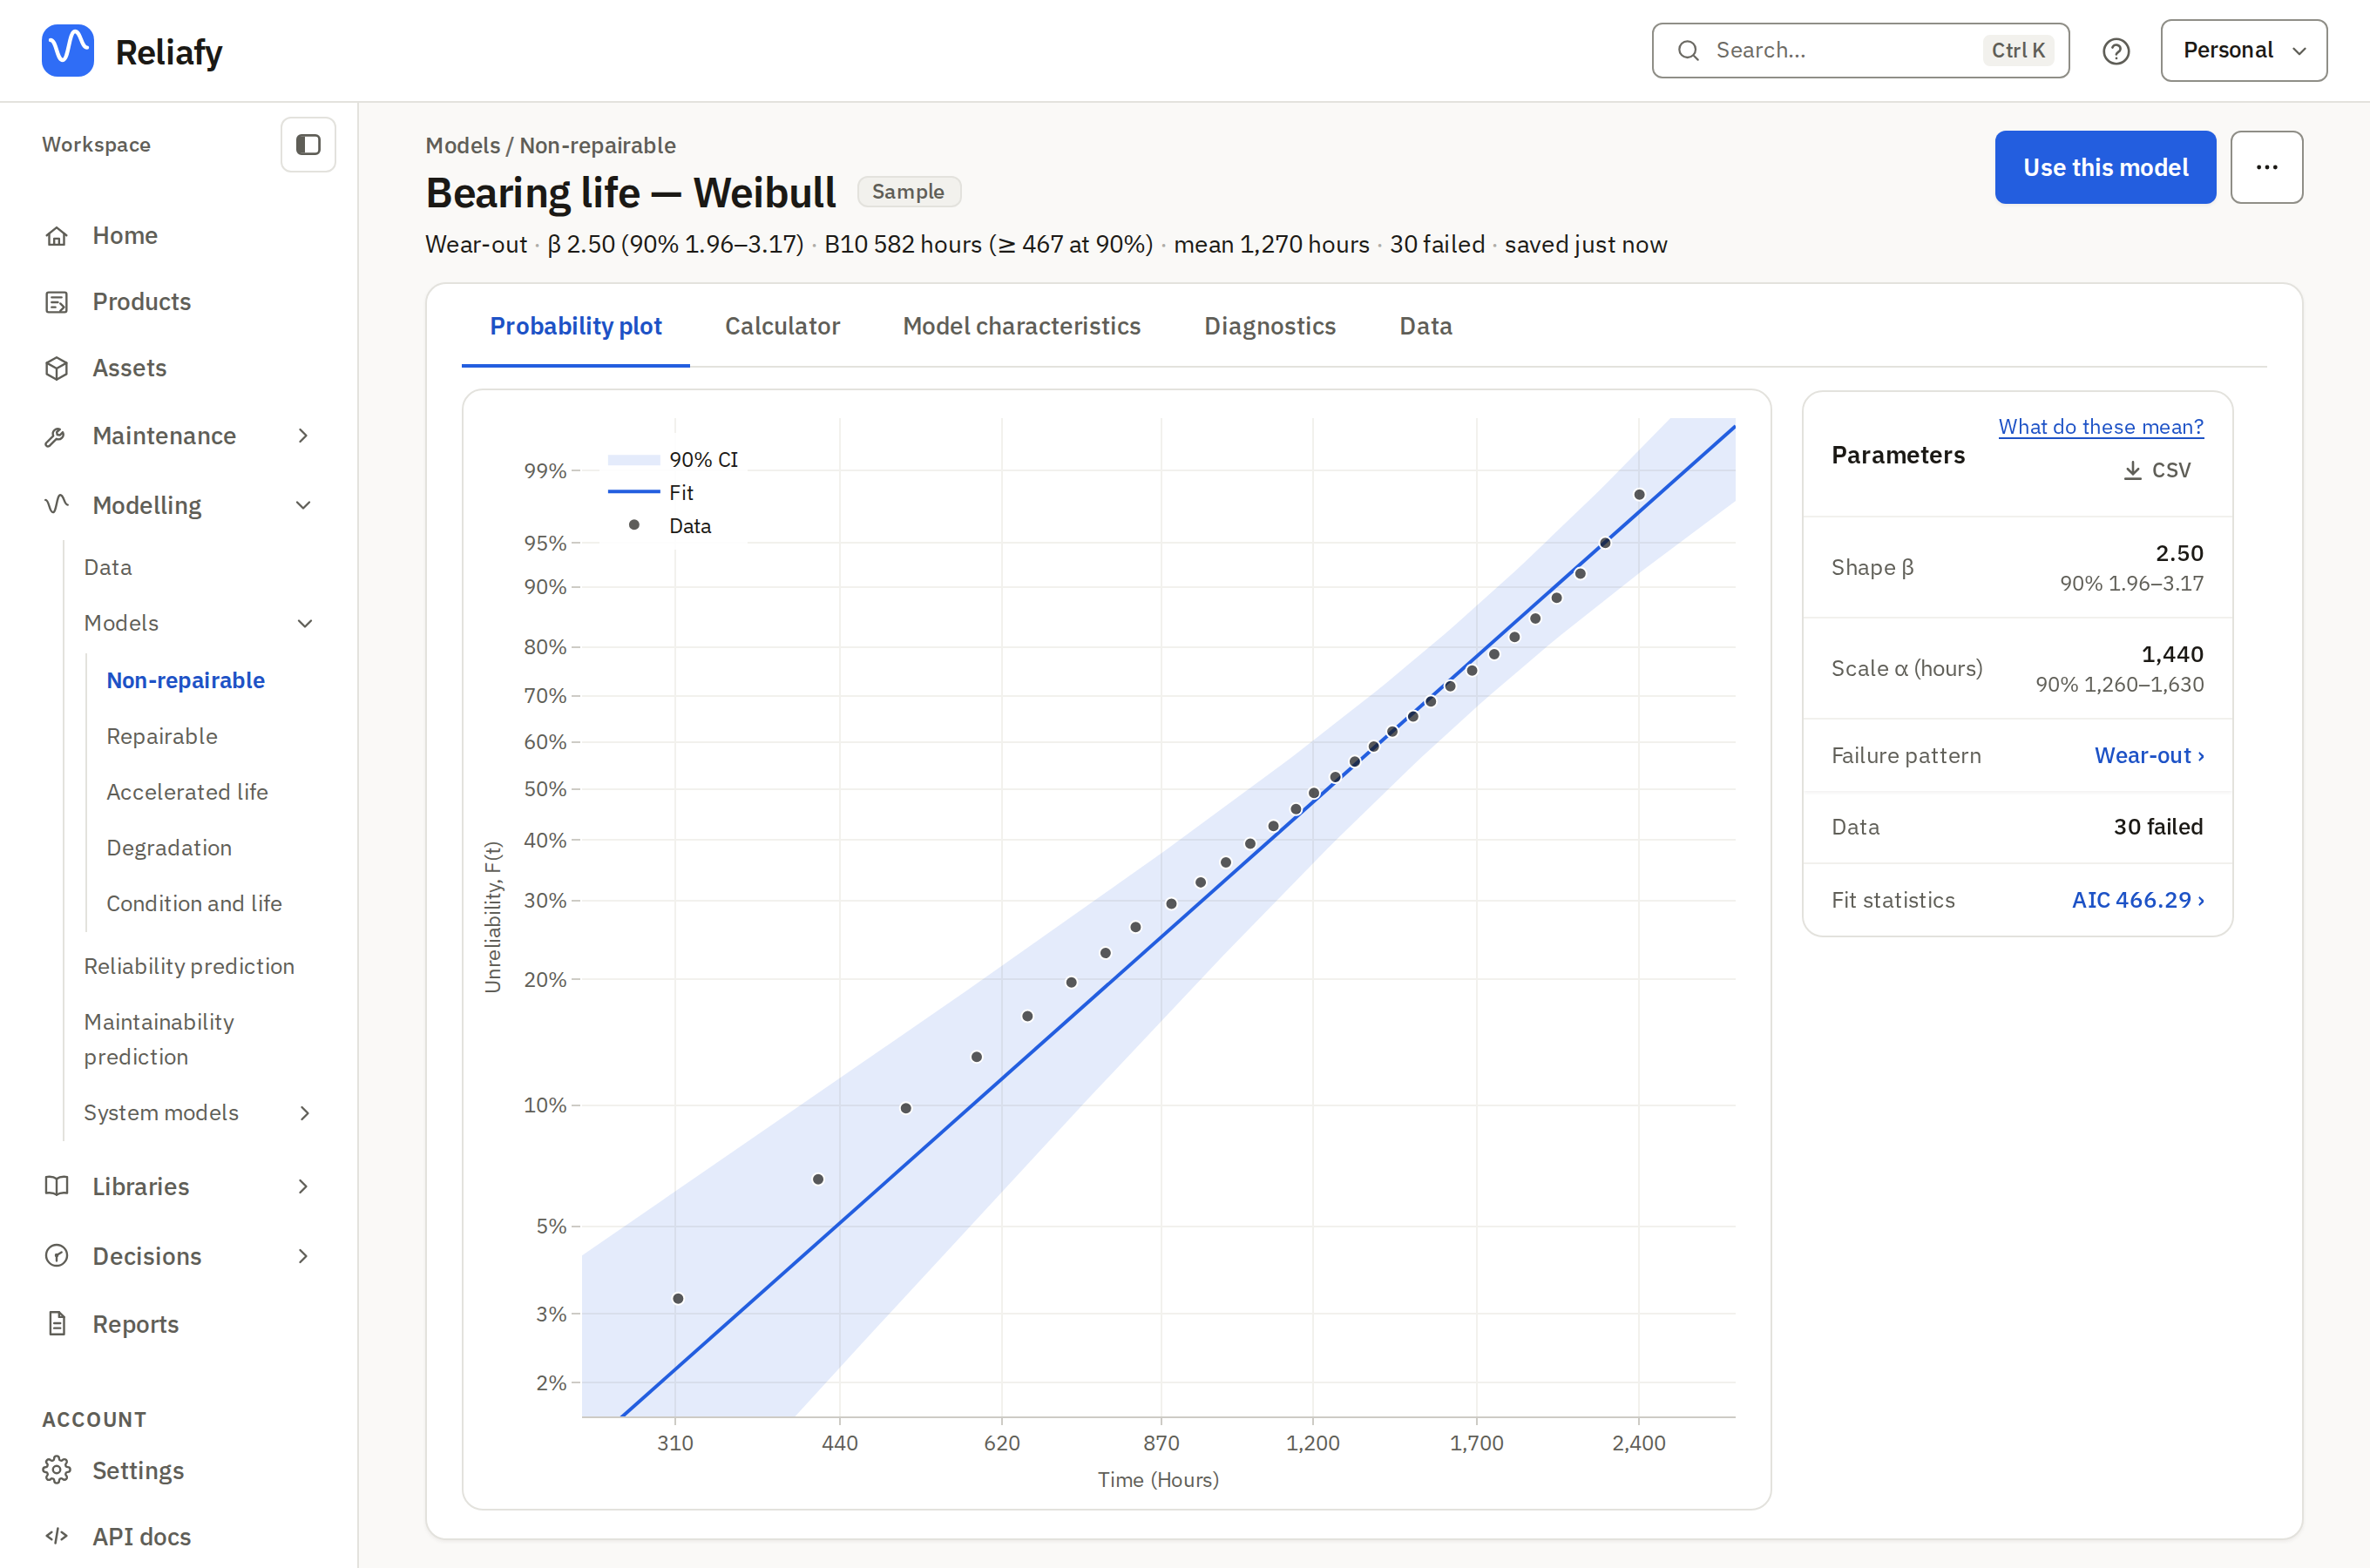 Reliafy
Search...
Ctrl K
Personal
Workspace
Home
Products
Assets
Maintenance
Modelling
Data
Models
Non-repairable
Repairable
Accelerated life
Degradation
Condition and life
Reliability prediction
Maintainability
prediction
System models
Libraries
Decisions
Reports
ACCOUNT
Settings
API docs
Models / Non-repairable
Bearing life — Weibull
Sample
Use this model
Wear-out · β 2.50 (90% 1.96–3.17) · B10 582 hours (≥ 467 at 90%) · mean 1,270 hours · 30 failed · saved just now
Probability plot
Calculator
Model characteristics
Diagnostics
Data
90% CI
Fit
Data
99%
95%
90%
80%
70%
60%
50%
40%
30%
20%
10%
5%
3%
2%
Unreliability, F(t)
310
440
620
870
1,200
1,700
2,400
Time (Hours)
What do these mean?
Parameters
CSV
Shape β
2.50
90% 1.96–3.17
Scale α (hours)
1,440
90% 1,260–1,630
Failure pattern
Wear-out ›
Data
30 failed
Fit statistics
AIC 466.29 ›